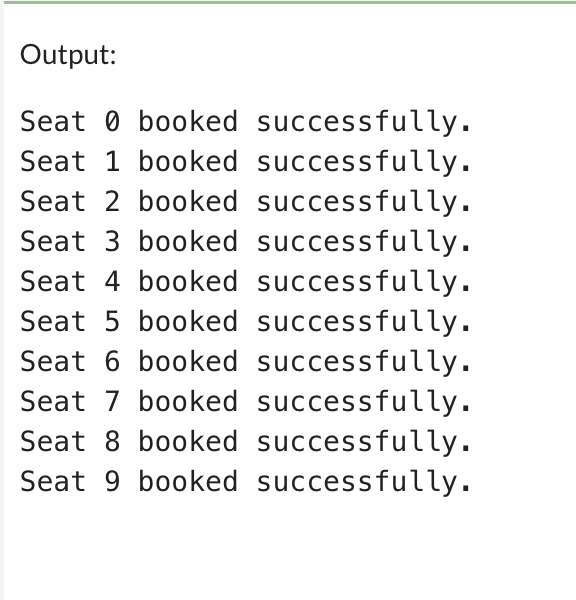 Output:
Seat 0 booked successfully.
Seat 1 booked successfully.
Seat 2 booked successfully.
Seat 3 booked successfully.
Seat 4 booked successfully.
Seat 5 booked successfully.
Seat 6 booked successfully.
Seat 7 booked successfully.
Seat 8 booked successfully.
Seat 9 booked successfully.